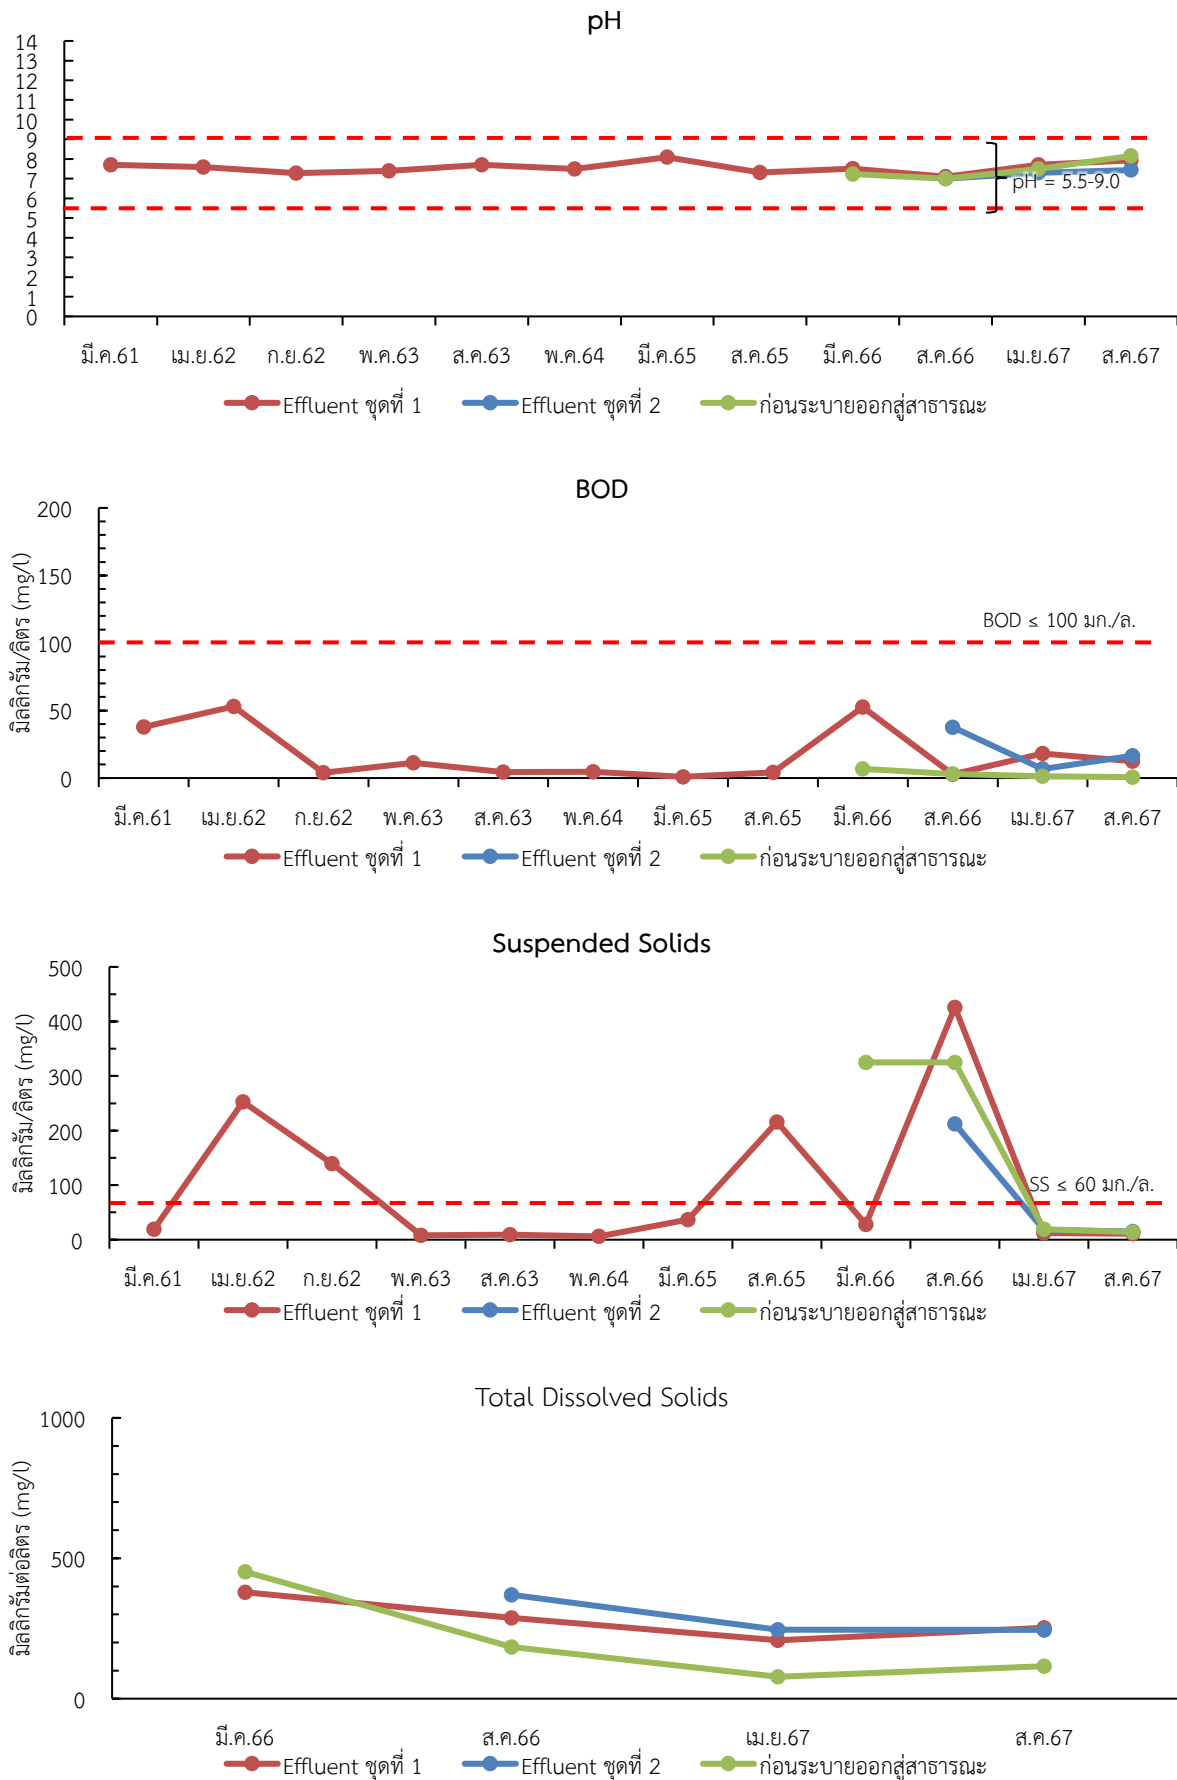 pH
14
13
12
11
10
9
8
7
6
5
4
3
2
1
0
pH = 5.5-9.0
มี.ค.61 เม.ย.62 ก.ย.62 พ.ค.63 ส.ค.63 พ.ค.64 มี.ค.65 ส.ค.65 มี.ค.66 ส.ค.66 เม.ย.67 ส.ค.67
Effluent ชุดที่ 1 Effluent ชุดที่ 2 ก่อนระบายออกสู่สาธารณะ
BOD
มิลลิกรัม/ลิตร (mg/l)
200
150
100
50
0
BOD ≤ 100 มก./ล.
มี.ค.61 เม.ย.62 ก.ย.62 พ.ค.63 ส.ค.63 พ.ค.64 มี.ค.65 ส.ค.65 มี.ค.66 ส.ค.66 เม.ย.67 ส.ค.67
Effluent ชุดที่ 1 Effluent ชุดที่ 2 ก่อนระบายออกสู่สาธารณะ
Suspended Solids
มิลลิกรัม/ลิตร (mg/l)
500
400
300
200
100
0
SS ≤ 60 มก./ล.
มี.ค.61 เม.ย.62 ก.ย.62 พ.ค.63 ส.ค.63 พ.ค.64 มี.ค.65 ส.ค.65 มี.ค.66 ส.ค.66 เม.ย.67 ส.ค.67
Effluent ชุดที่ 1 Effluent ชุดที่ 2 ก่อนระบายออกสู่สาธารณะ
Total Dissolved Solids
มิลลิกรัมต่อลิตร (mg/l)
1000
500
0
มี.ค.66 ส.ค.66 เม.ย.67 ส.ค.67
Effluent ชุดที่ 1 Effluent ชุดที่ 2 ก่อนระบายออกสู่สาธารณะ